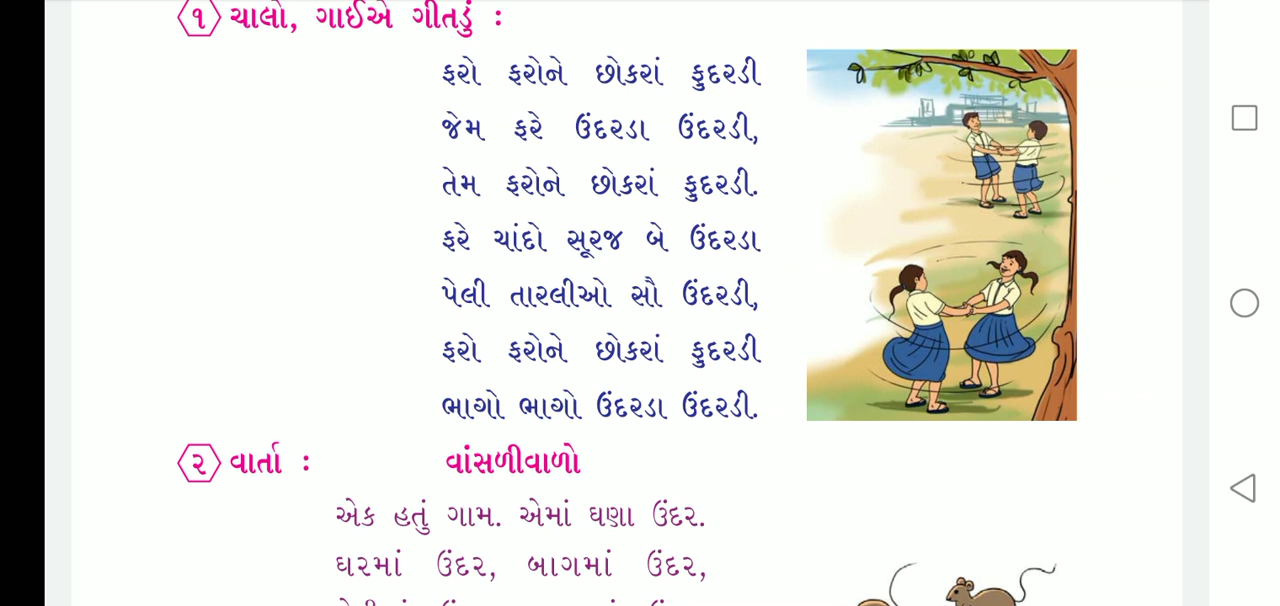 ૧ ચાલો, ગાઈએ ગીતડું :
ફરો ફરોને છોકરાં ફુદરડી
જેમ ફરે ઉંદરડા ઉંદરડી,
તેમ ફરોને છોકરાં ફુદરડી.
ફરે ચાંદો સૂરજ બે ઉંદરડા
પેલી તારલીઓ સૌ ઉંદરડી,
ફરો ફરોને છોકરાં ફુદરડી
ભાગો ભાગો ઉંદરડા ઉંદરડી.
૨ વાર્તા : વાંસળીવાળો
એક હતું ગામ. એમાં ઘણા ઉંદર.
ઘરમાં ઉંદર, બાગમાં ઉંદર,